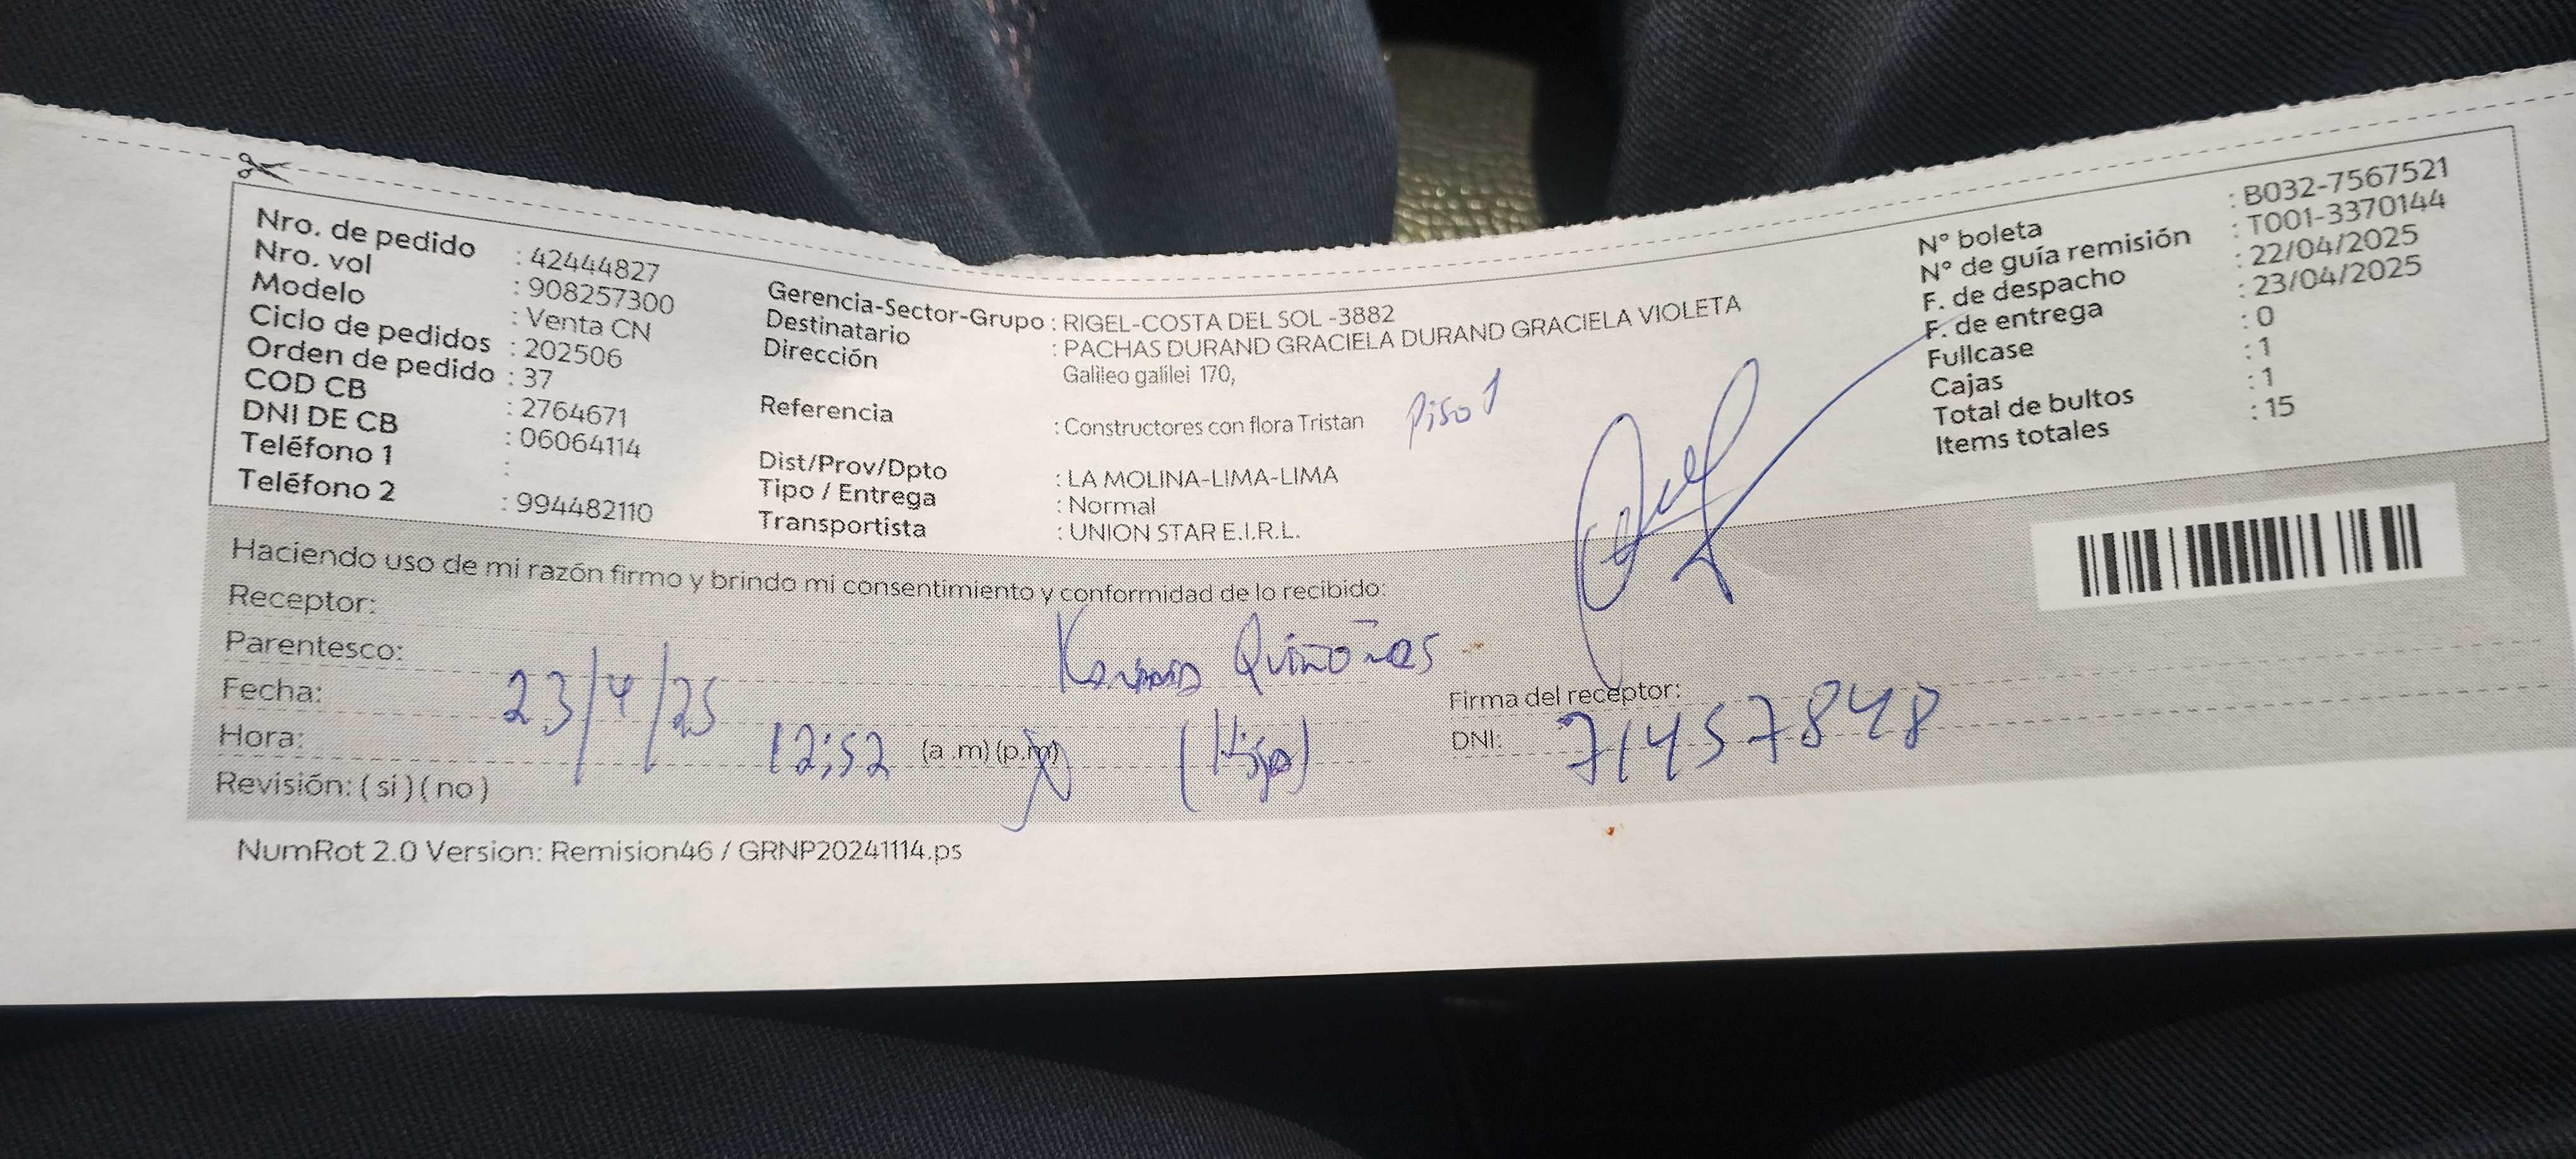 Nro. de pedido : 42444827
Nro. vol : 908257300
Modelo : Venta CN
Ciclo de pedidos : 202506
Orden de pedido : 37
COD CB : 2764671
DNI DE CB : 06064114
Teléfono 1 :
Teléfono 2 : 994482110
Gerencia-Sector-Grupo : RIGEL-COSTA DEL SOL -3882
Destinatario : PACHAS DURAND GRACIELA DURAND GRACIELA VIOLETA
Dirección Galileo galilei 170,
Referencia : Constructores con flora Tristan Piso 1
Dist/Prov/Dpto : LA MOLINA-LIMA-LIMA
Tipo / Entrega : Normal
Transportista : UNION STAR E.I.R.L.
N° boleta : B032-7567521
N° de guía remisión : T001-3370144
F. de despacho : 22/04/2025
F. de entrega : 23/04/2025
Fullcase : 0
Cajas : 1
Total de bultos : 1
Items totales : 15
Haciendo uso de mi razón firmo y brindo mi consentimiento y conformidad de lo recibido:
Receptor:
Parentesco: Quiñones
Fecha: 23/4/25 Firma del receptor:
Hora: 12:52 (a.m)(p.m) DNI: 71457848
Revisión: ( si ) ( no )
NumRot 2.0 Version: Remision46 / GRNP20241114.ps